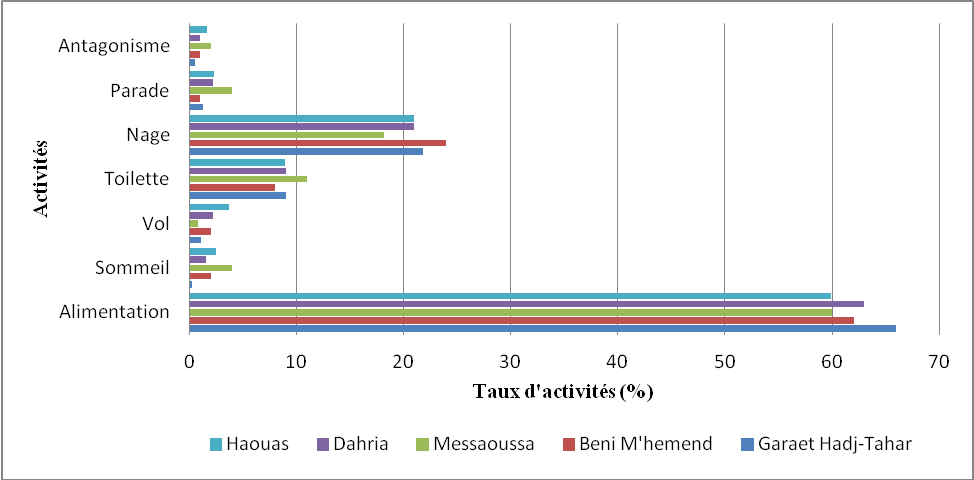 Activités
Antagonisme
Parade
Nage
Toilette
Vol
Sommeil
Alimentation
0 10 20 30 40 50 60 70
Taux d'activités (%)
Haouas Dahria Messaoussa Beni M'hemend Garaet Hadj-Tahar